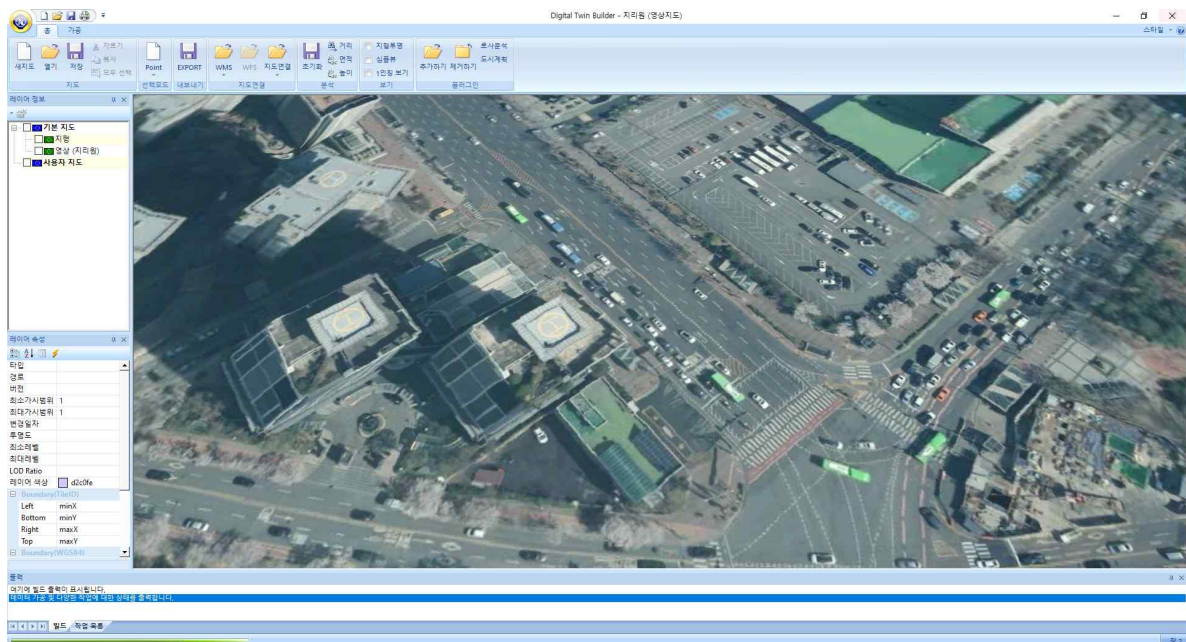 Digital Twin Builder - 지리원 (영상지도)
홈 가공
스타일
새지도 열기 저장 자르기 복사 모두 선택
지도
Point
선택모드
EXPORT
내보내기
WMS WFS 지도연결
지도연결
초기화 거리 면적 높이
분석
지형투명
심플뷰
1인칭 보기
보기
추가하기 제거하기 토사분석 도시계획
플러그인
레이어 정보
기본 지도
지형
영상 (지리원)
사용자 지도
레이어 속성
타입
경로
버전
최소가시범위 1
최대가시범위 1
변경일자
투명도
최소레벨
최대레벨
LOD Ratio
레이어 색상 d2c0fe
Boundary(TileID)
Left minX
Bottom minY
Right maxX
Top maxY
Boundary(WGS84)
출력
여기에 빌드 출력이 표시됩니다.
데이터 가공 및 다양한 작업에 대한 상태를 출력합니다.
빌드 작업 목록